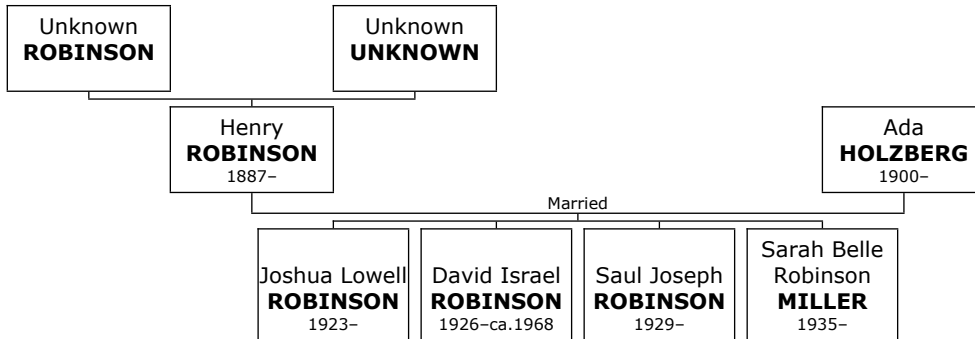 Unknown
ROBINSON
Unknown
UNKNOWN
Henry
ROBINSON
1887–
Ada
HOLZBERG
1900–
Married
Joshua Lowell
ROBINSON
1923–
David Israel
ROBINSON
1926–ca.1968
Saul Joseph
ROBINSON
1929–
Sarah Belle
Robinson
MILLER
1935–